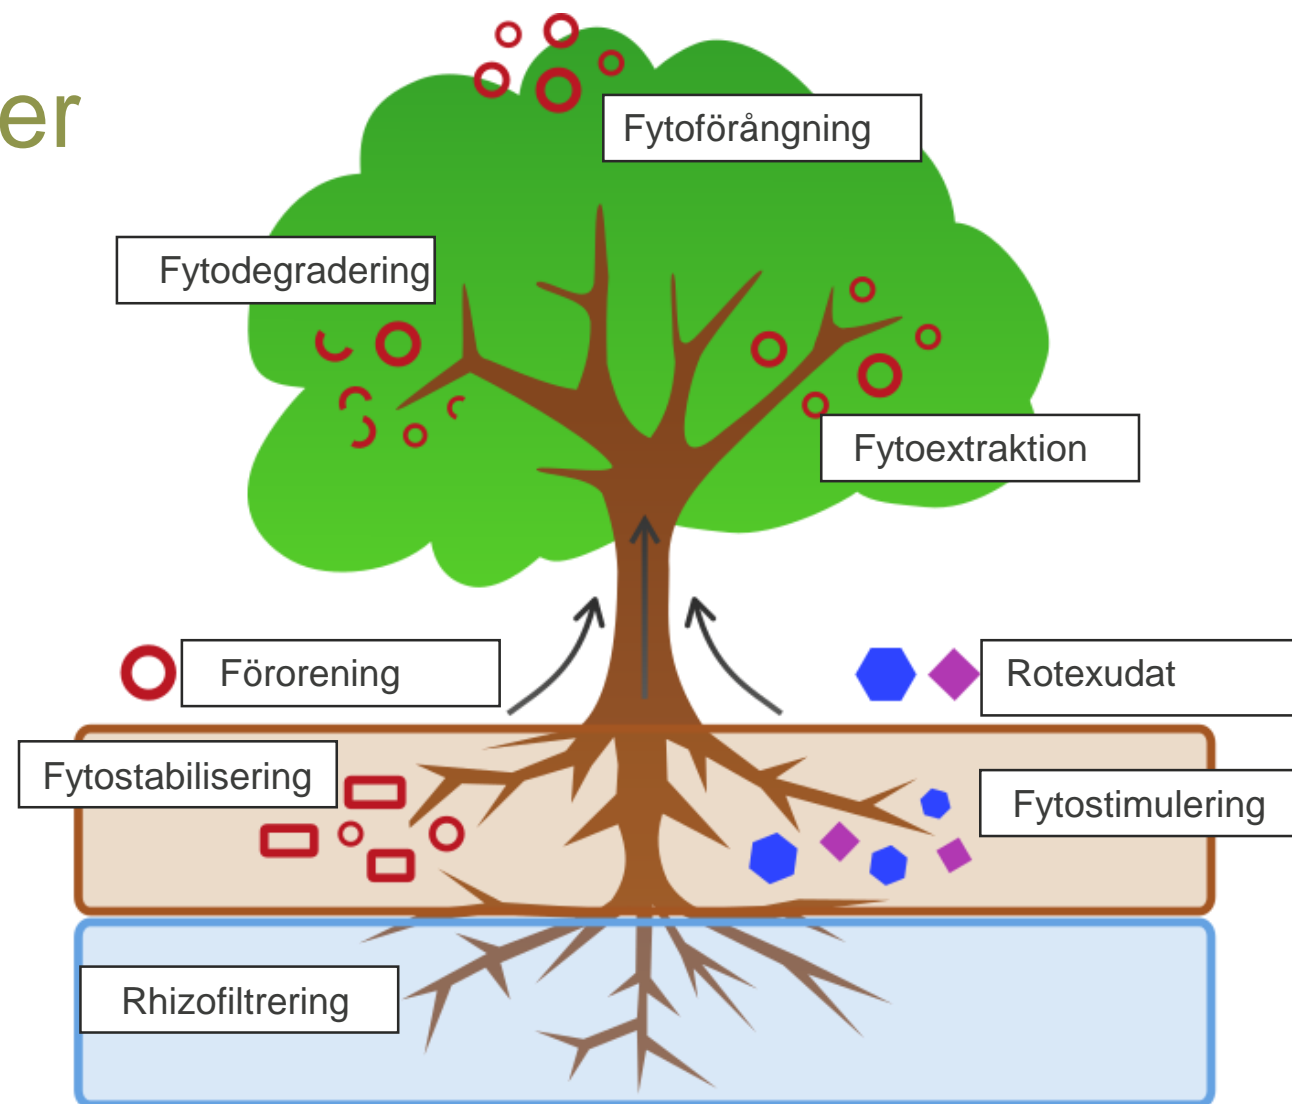 er
Fytoförångning
Fytodegradering
Fytoextraktion
Förorening
Rotexudat
Fytostabilisering
Fytostimulering
Rhizofiltrering